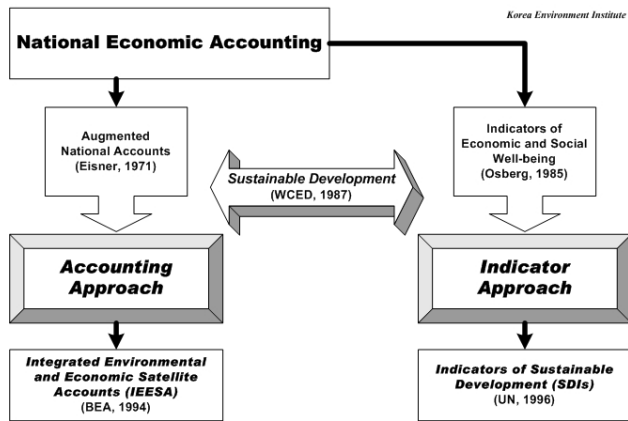 Korea Environment Institute
National Economic Accounting
Augmented
National Accounts
(Eisner, 1971)
Indicators of
Economic and Social
Well-being
(Osberg, 1985)
Sustainable Development
(WCED, 1987)
Accounting
Approach
Indicator
Approach
Integrated Environmental
and Economic Satellite
Accounts (IEESA)
(BEA, 1994)
Indicators of Sustainable
Development (SDIs)
(UN, 1996)